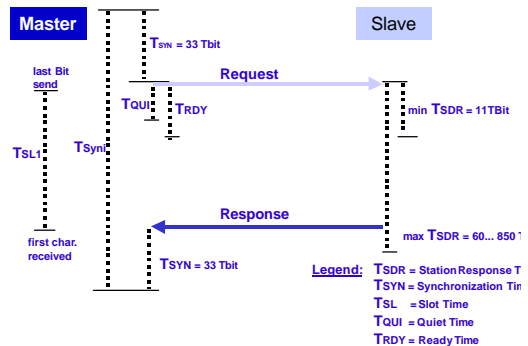 Master
Slave
TSYN = 33 Tbit
Request
last Bit
send
TQUI
TRDY
min TSDR = 11TBit
TSL1
TSyni
Response
first char.
received
max TSDR = 60... 850 T
TSYN = 33 Tbit
Legend: TSDR = Station Response T
TSYN = Synchronization Tim
TSL = Slot Time
TQUI = Quiet Time
TRDY = Ready Time